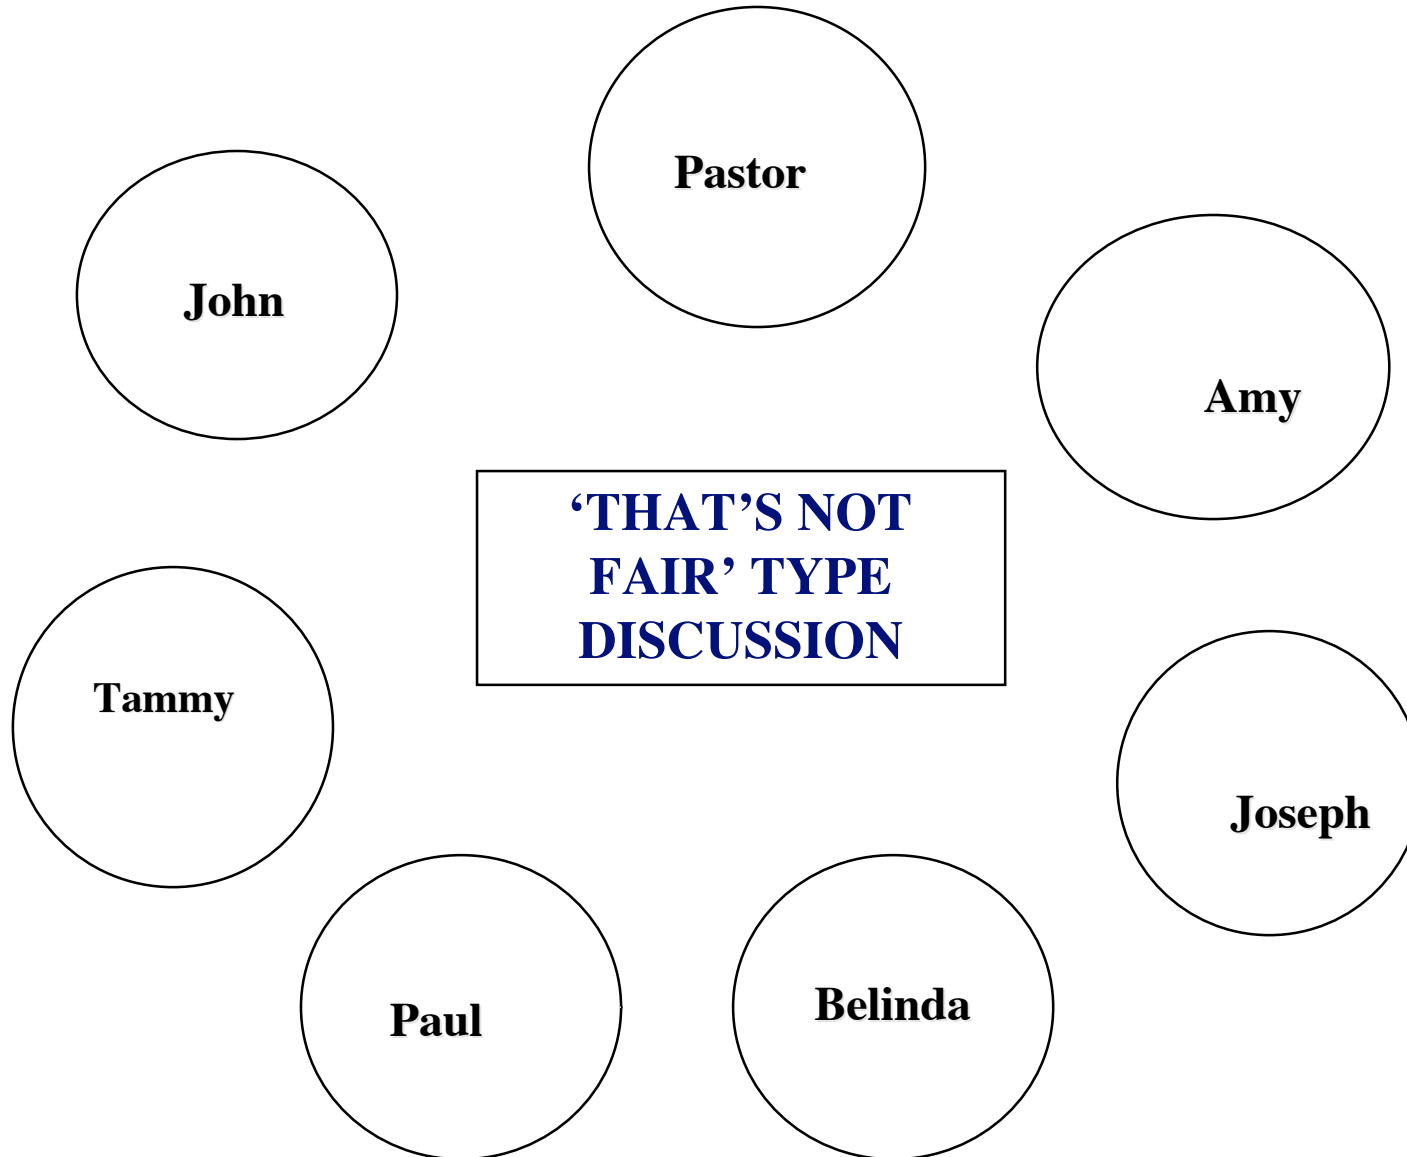 Pastor
John
Amy
‘THAT’S NOT
FAIR’ TYPE
DISCUSSION
Tammy
Joseph
Belinda
Paul